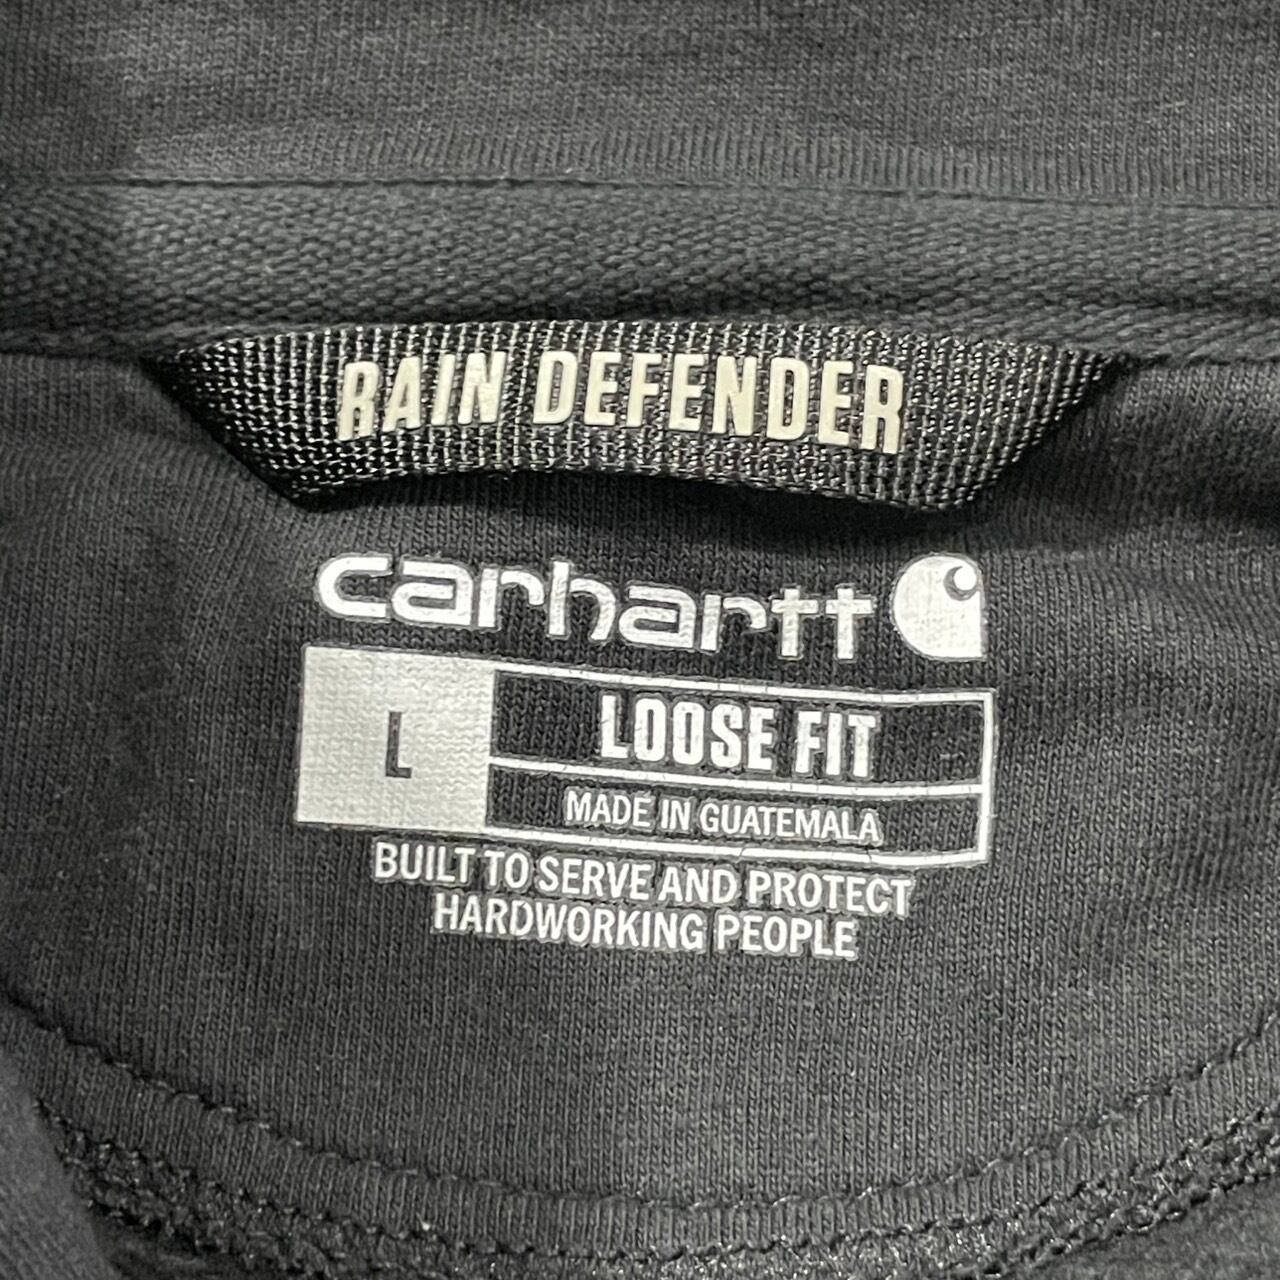 RAIN DEFENDER
carhartt
L
LOOSE FIT
MADE IN GUATEMALA
BUILT TO SERVE AND PROTECT
HARDWORKING PEOPLE